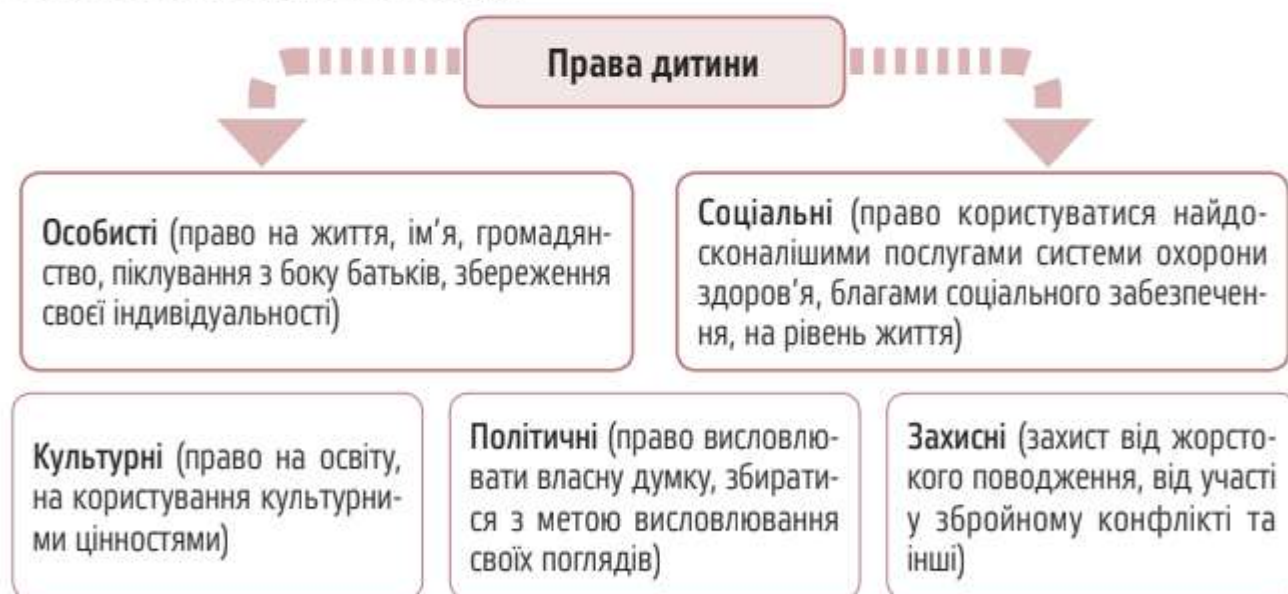 Права дитини
Особисті (право на життя, ім’я, громадян-
ство, піклування з боку батьків, збереження
своєї індивідуальності)
Соціальні (право користуватися найдо-
сконалішими послугами системи охорони
здоров’я, благами соціального забезпечен-
ня, на рівень життя)
Культурні (право на освіту,
на користування культурни-
ми цінностями)
Політичні (право висловлю-
вати власну думку, збирати-
ся з метою висловлювання
своїх поглядів)
Захисні (захист від жорсто-
кого поводження, від участі
у збройному конфлікті та
інші)